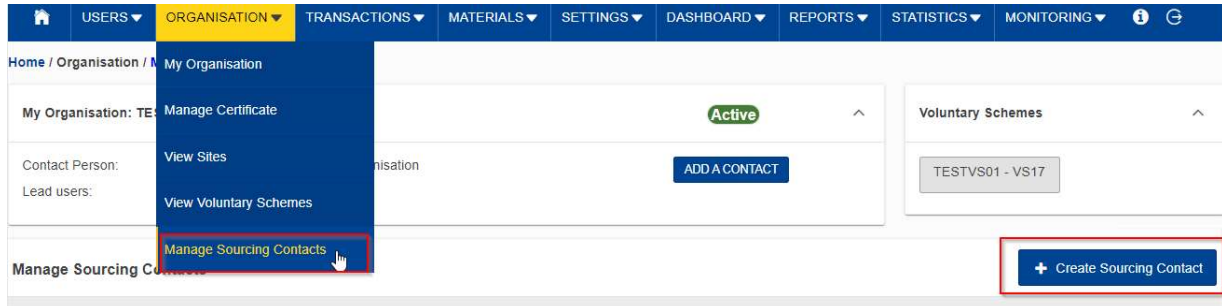 USERS ORGANISATION TRANSACTIONS MATERIALS SETTINGS DASHBOARD REPORTS STATISTICS MONITORING
Home / Organisation /
My Organisation
My Organisation: TES
Active
Voluntary Schemes
Manage Certificate
Contact Person:
View Sites
ADD A CONTACT
TESTVS01 - VS17
Lead users:
View Voluntary Schemes
Manage Sourcing Contacts
Manage Sourcing
Create Sourcing Contact